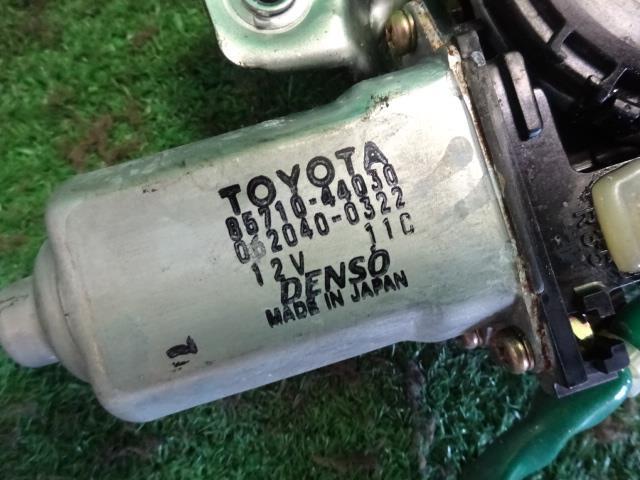 TOYOTA
85710-44030
062040-0322
12V 11C
DENSO
MADE IN JAPAN